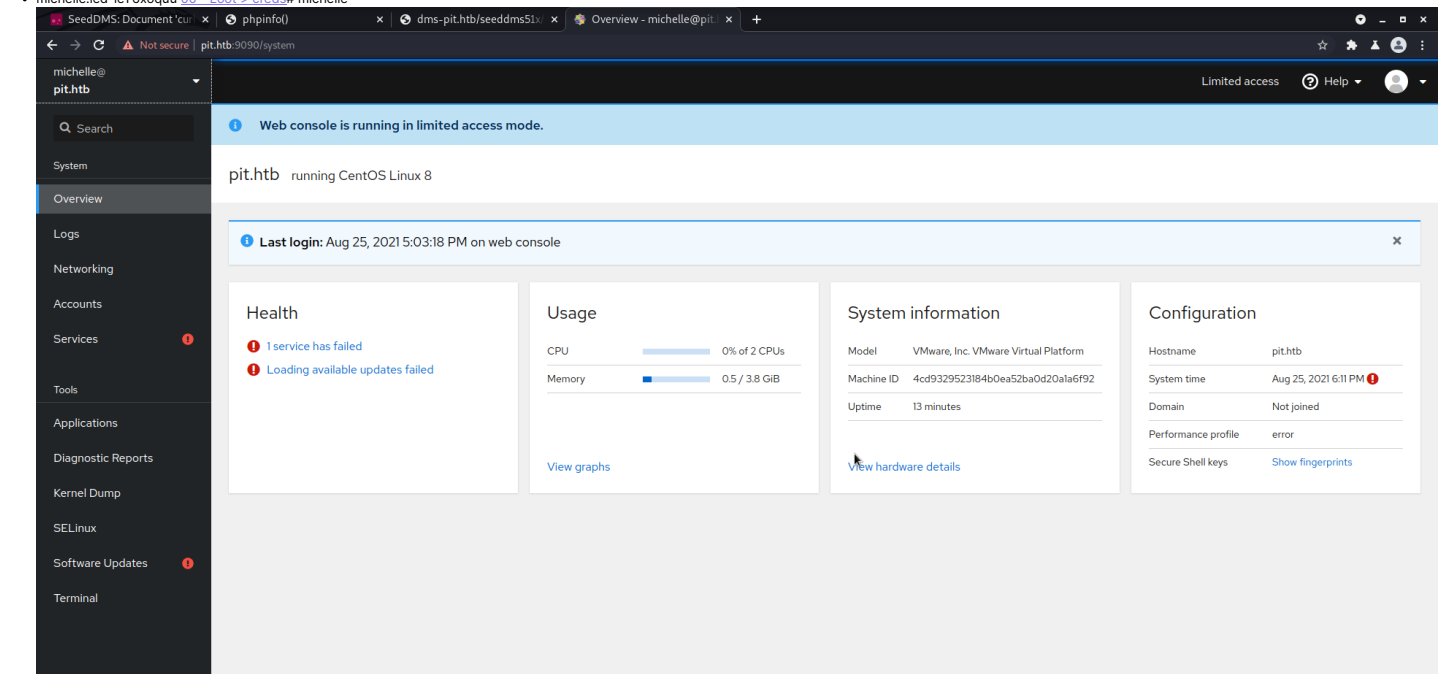 SeedDMS: Document 'cur
phpinfo()
dms-pit.htb/seeddms51x/
Overview - michelle@pit.
Not secure | pit.htb:9090/system
michelle@
pit.htb
Limited access
Help
Search
Web console is running in limited access mode.
System
pit.htb running CentOS Linux 8
Overview
Logs
Last login: Aug 25, 2021 5:03:18 PM on web console
Networking
Accounts
Services
Tools
Applications
Diagnostic Reports
Kernel Dump
SELinux
Software Updates
Terminal
Health
1 service has failed
Loading available updates failed
Usage
CPU 0% of 2 CPUs
Memory 0.5 / 3.8 GiB
View graphs
System information
Model VMware, Inc. VMware Virtual Platform
Machine ID 4cd9329523184b0ea52ba0d20a1a6f92
Uptime 13 minutes
View hardware details
Configuration
Hostname pit.htb
System time Aug 25, 2021 6:11 PM
Domain Not joined
Performance profile error
Secure Shell keys Show fingerprints